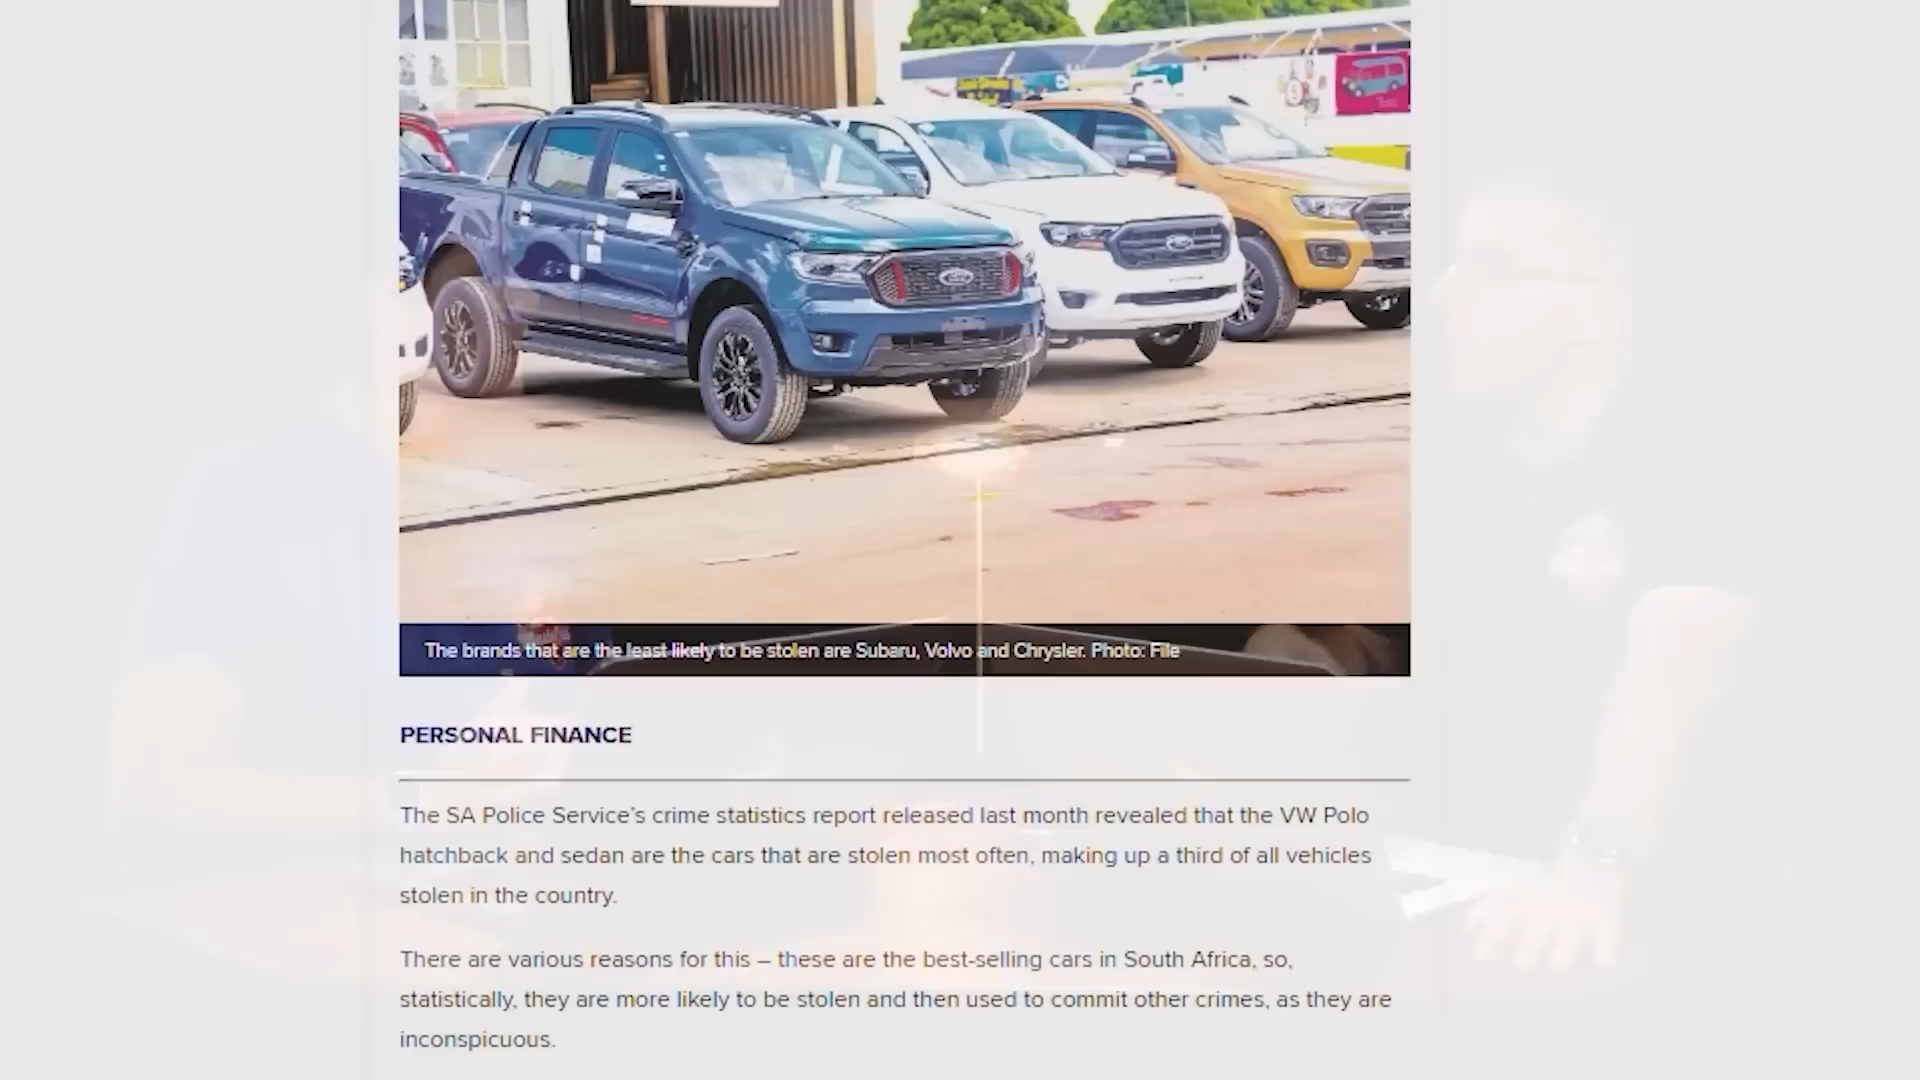 The brands that are the least likely to be stolen are Subaru, Volvo and Chrysler. Photo: File
PERSONAL FINANCE
The SA Police Service's crime statistics report released last month revealed that the VW Polo
hatchback and sedan are the cars that are stolen most often, making up a third of all vehicles
stolen in the country.
There are various reasons for this – these are the best-selling cars in South Africa, so,
statistically, they are more likely to be stolen and then used to commit other crimes, as they are
inconspicuous.